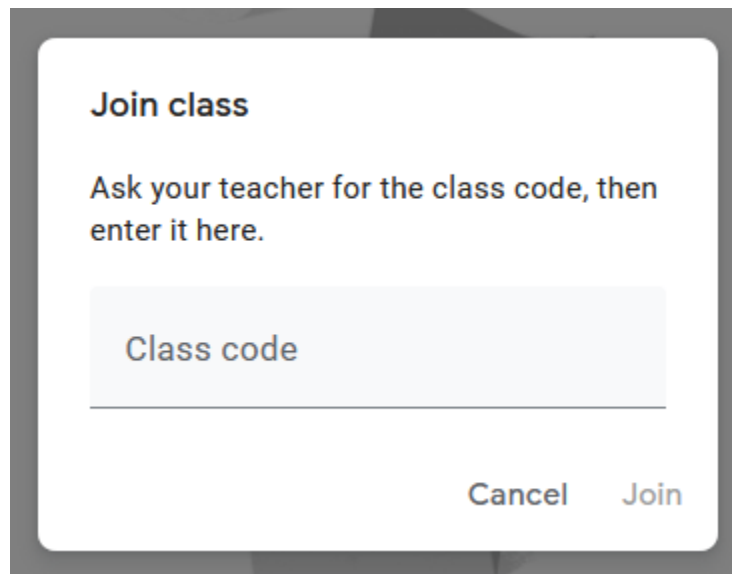 Join class
Ask your teacher for the class code, then
enter it here.
Class code
Cancel Join